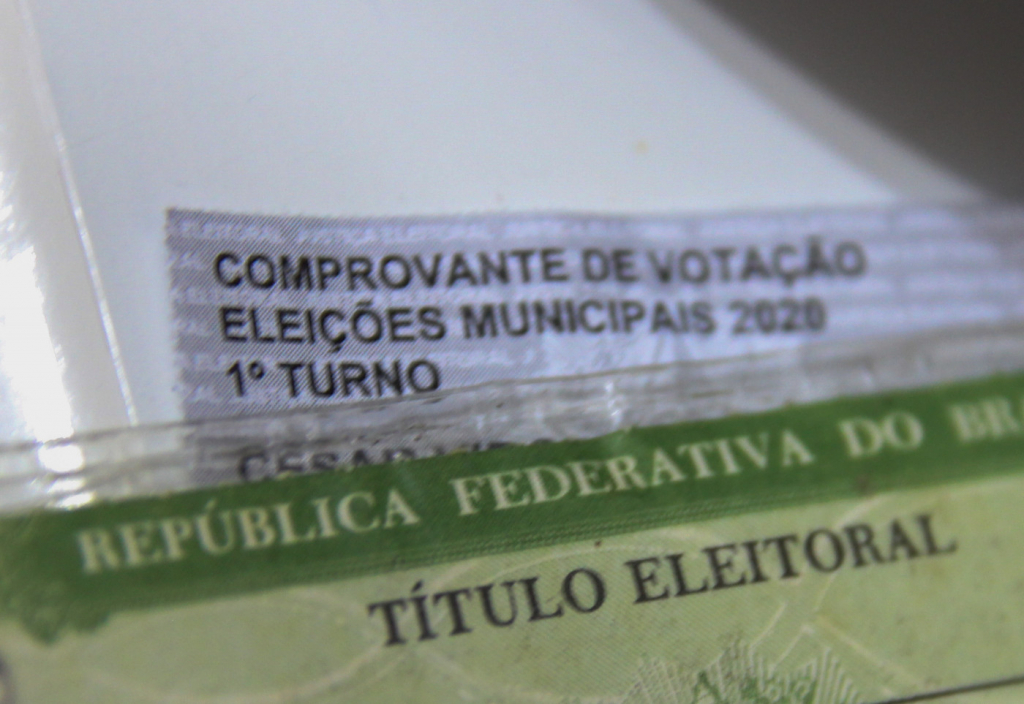 COMPROVANTE DE VOTAÇÃO
ELEIÇÕES MUNICIPAIS 2020
1º TURNO
REPÚBLICA FEDERATIVA DO
TÍTULO ELEITORAL